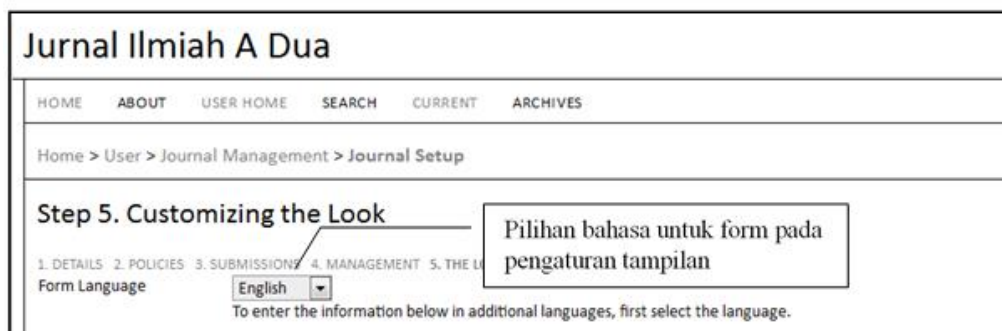 Jurnal Ilmiah A Dua
HOME ABOUT USER HOME SEARCH CURRENT ARCHIVES
Home > User > Journal Management > Journal Setup
Step 5. Customizing the Look
Pilihan bahasa untuk form pada
pengaturan tampilan
1. DETAILS 2. POLICIES 3. SUBMISSIONS 4. MANAGEMENT 5. THE
Form Language English
To enter the information below in additional languages, first select the language.